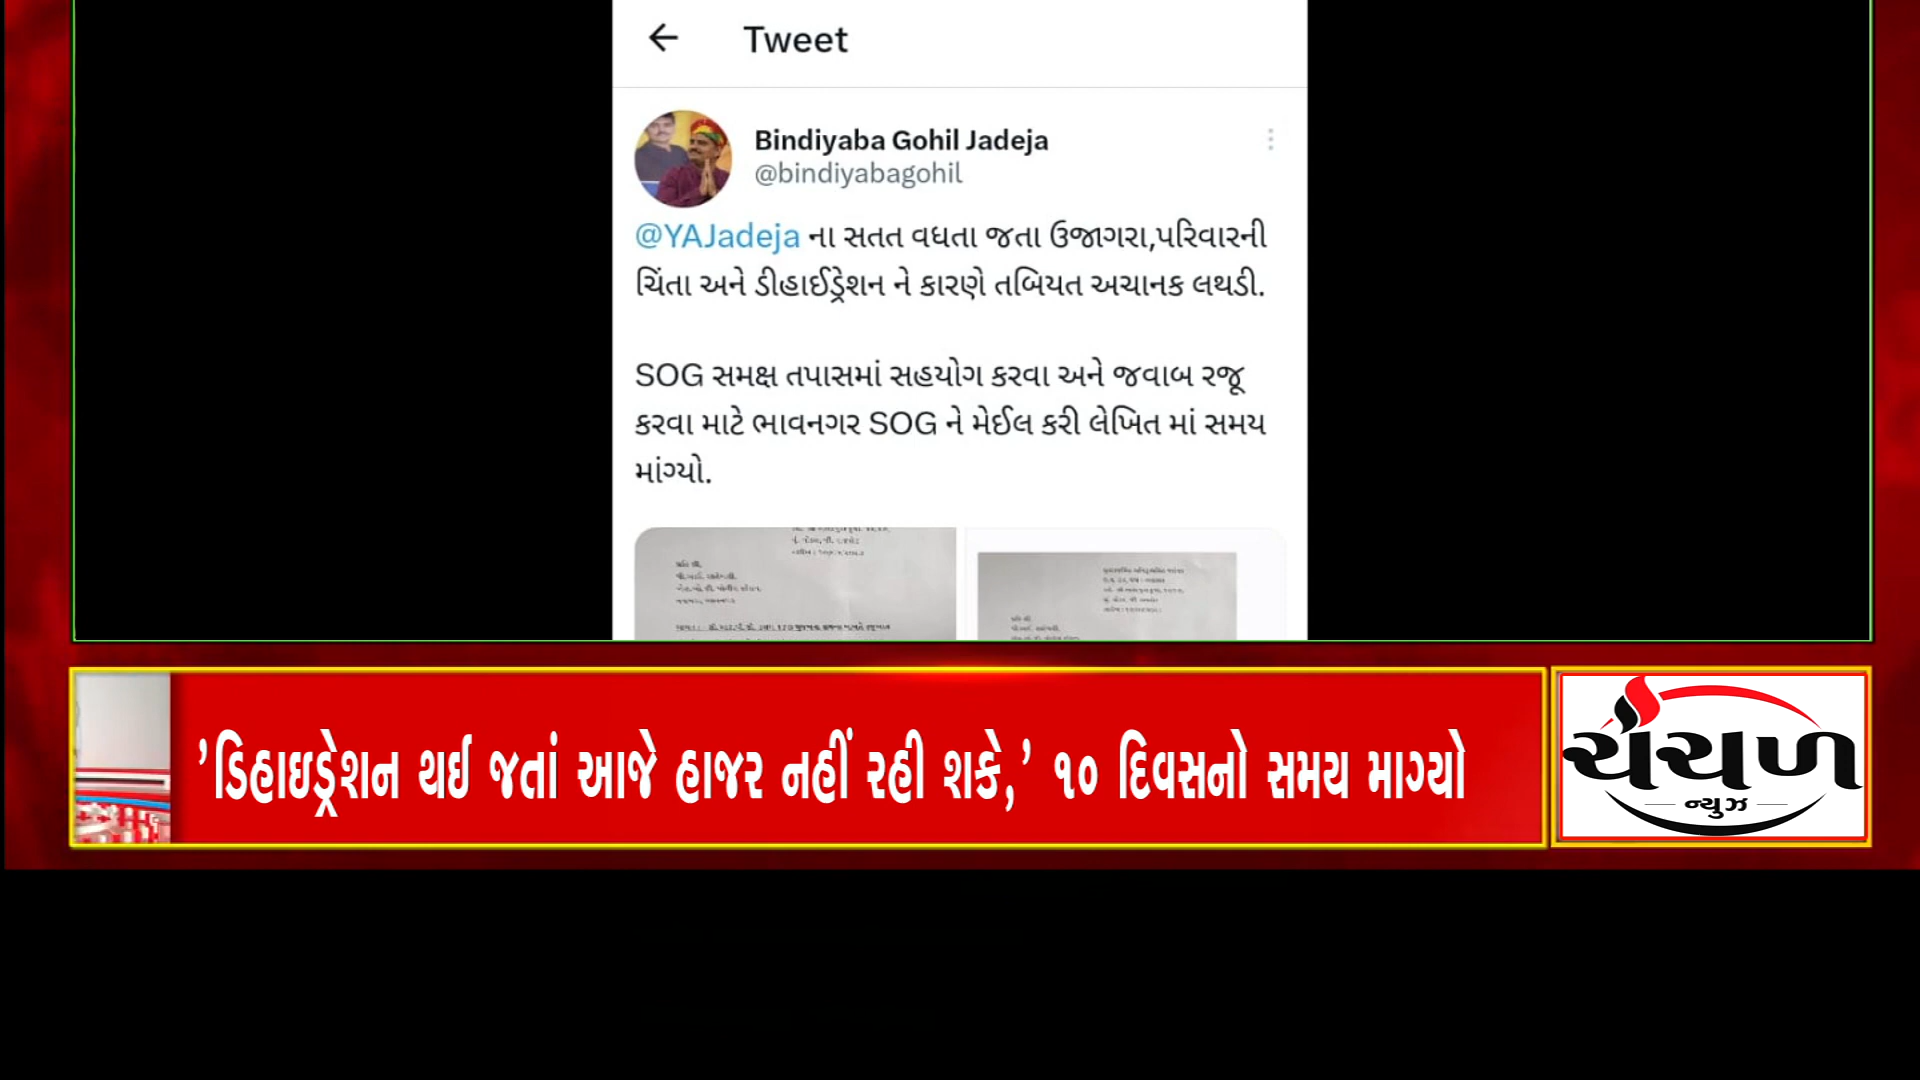 Tweet
Bindiyaba Gohil Jadeja
@bindiyabagohil
@YAJadeja ના સતત વધતા જતા ઉજાગરા,પરિવારની
ચિંતા અને ડીહાઈડ્રેશન ને કારણે તબિયત અચાનક લથડી.
SOG સમક્ષ તપાસમાં સહયોગ કરવા અને જવાબ રજૂ
કરવા માટે ભાવનગર SOG ને મેઈલ કરી લેખિત માં સમય
માંગ્યો.
પ્રતિ શ્રી,
પ્રતિ શ્રી,
'ડિહાઇડ્રેશન થઈ જતાં આજે હાજર નહીં રહી શકે,' ૧૦ દિવસનો સમય માગ્યો
ચંચળ
ન્યુઝ